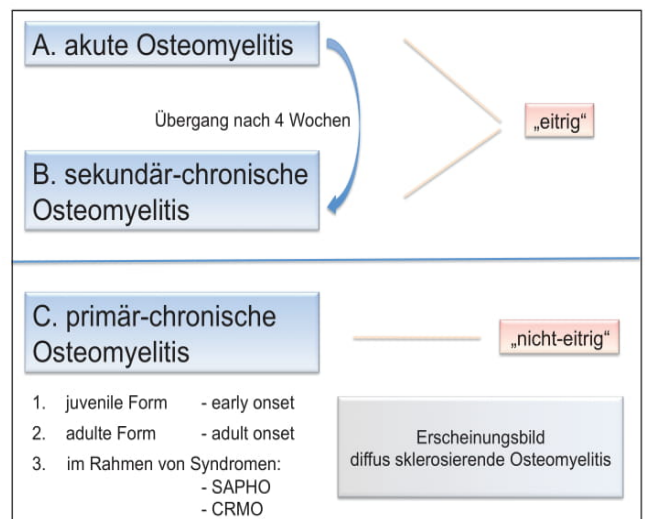 A. akute Osteomyelitis
Übergang nach 4 Wochen
„eitrig“
B. sekundär-chronische
Osteomyelitis
C. primär-chronische
Osteomyelitis
„nicht-eitrig“
1. juvenile Form - early onset
2. adulte Form - adult onset
3. im Rahmen von Syndromen:
- SAPHO
- CRMO
Erscheinungsbild
diffus sklerosierende Osteomyelitis